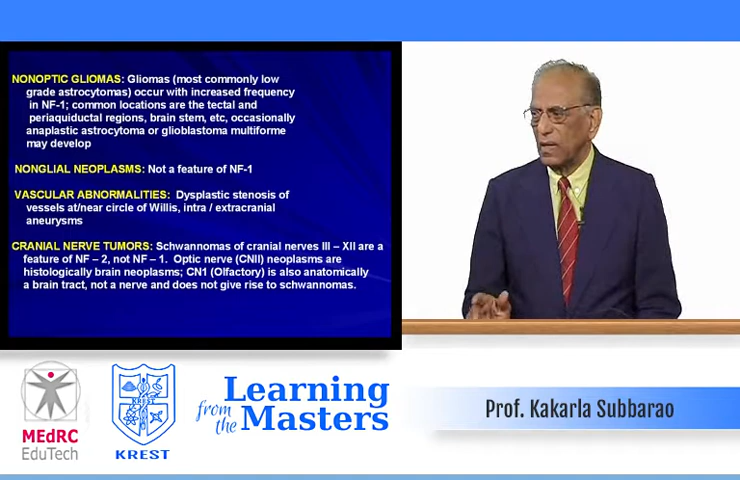 NONOPTIC GLIOMAS: Gliomas (most commonly low
grade astrocytomas) occur with increased frequency
in NF-1; common locations are the tectal and
periaquiductal regions, brain stem, etc, occasionally
anaplastic astrocytoma or glioblastoma multiforme
may develop
NONGLIAL NEOPLASMS: Not a feature of NF-1
VASCULAR ABNORMALITIES: Dysplastic stenosis of
vessels at/near circle of Willis, intra / extracranial
aneurysms
CRANIAL NERVE TUMORS: Schwannomas of cranial nerves III – XII are a
feature of NF – 2, not NF – 1. Optic nerve (CNII) neoplasms are
histologically brain neoplasms; CN1 (Olfactory) is also anatomically
a brain tract, not a nerve and does not give rise to schwannomas.
MEdRC
EduTech
KREST
KREST
Learning
from the
Masters
Prof. Kakarla Subbarao